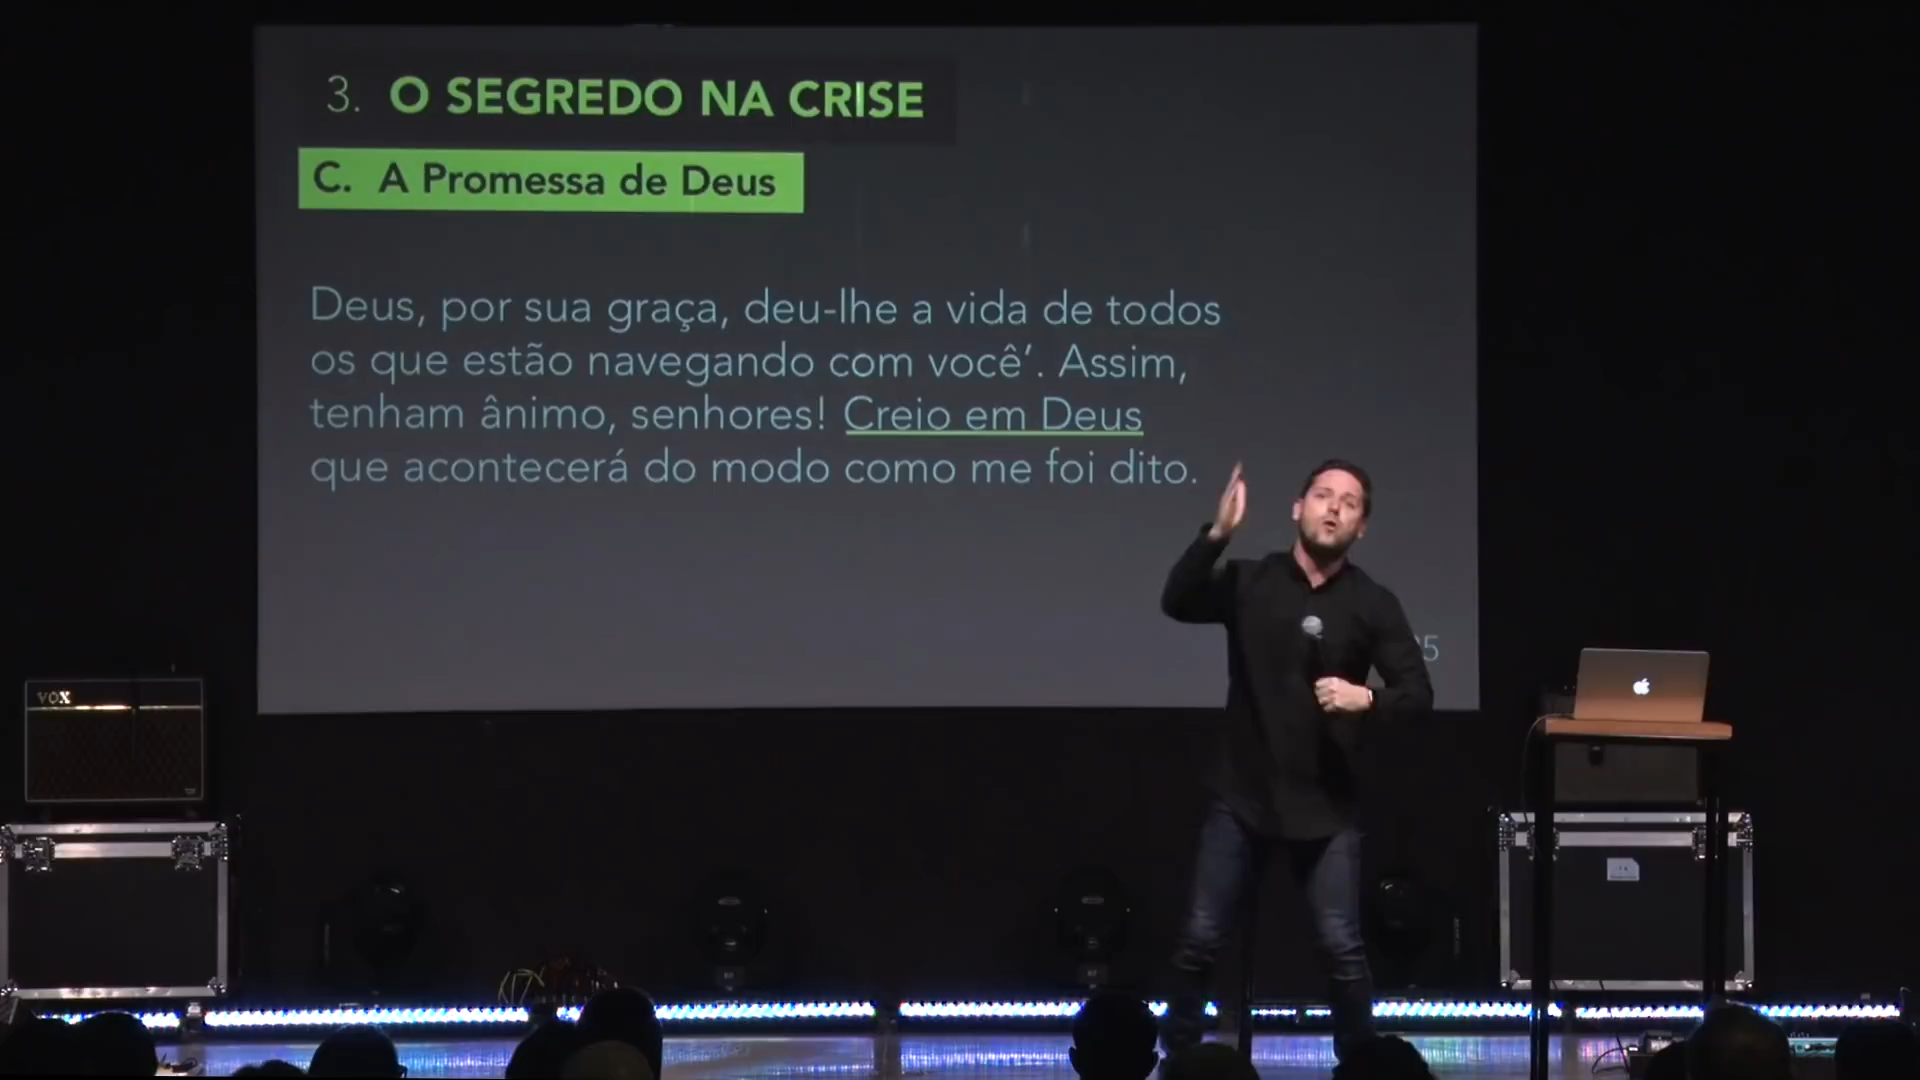 3. O SEGREDO NA CRISE
C. A Promessa de Deus
Deus, por sua graça, deu-lhe a vida de todos
os que estão navegando com você’. Assim,
tenham ânimo, senhores! Creio em Deus
que acontecerá do modo como me foi dito.
5
VOX